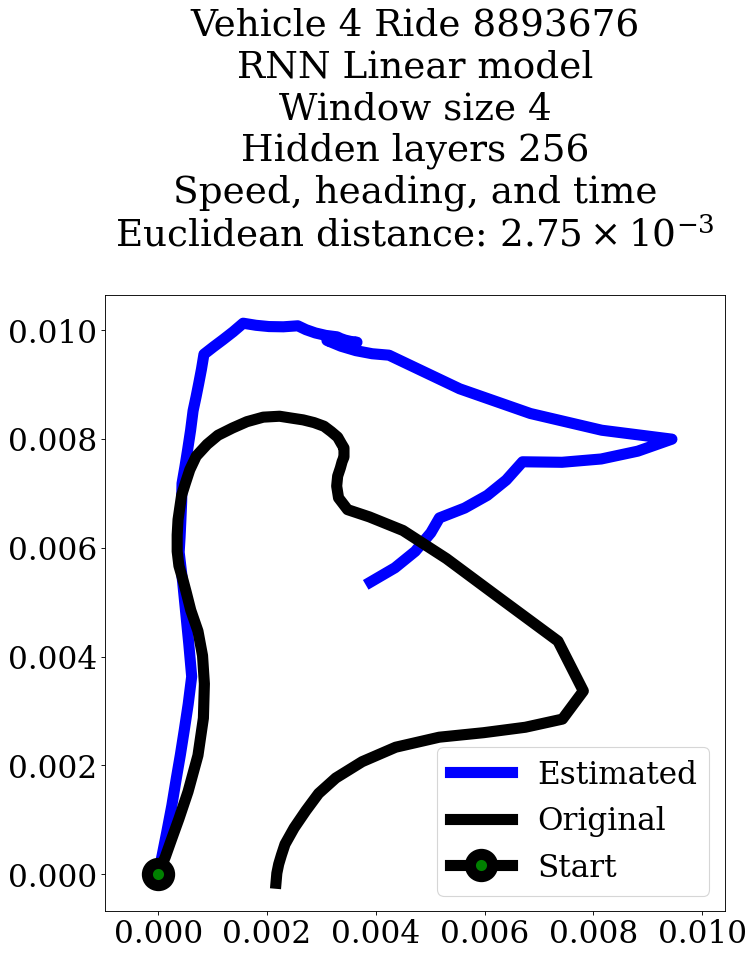 Vehicle 4 Ride 8893676
RNN Linear model
Window size 4
Hidden layers 256
Speed, heading, and time
Euclidean distance: 2.75 × 10⁻³
0.010
0.008
0.006
0.004
0.002
0.000
Estimated
Original
Start
0.000 0.002 0.004 0.006 0.008 0.010